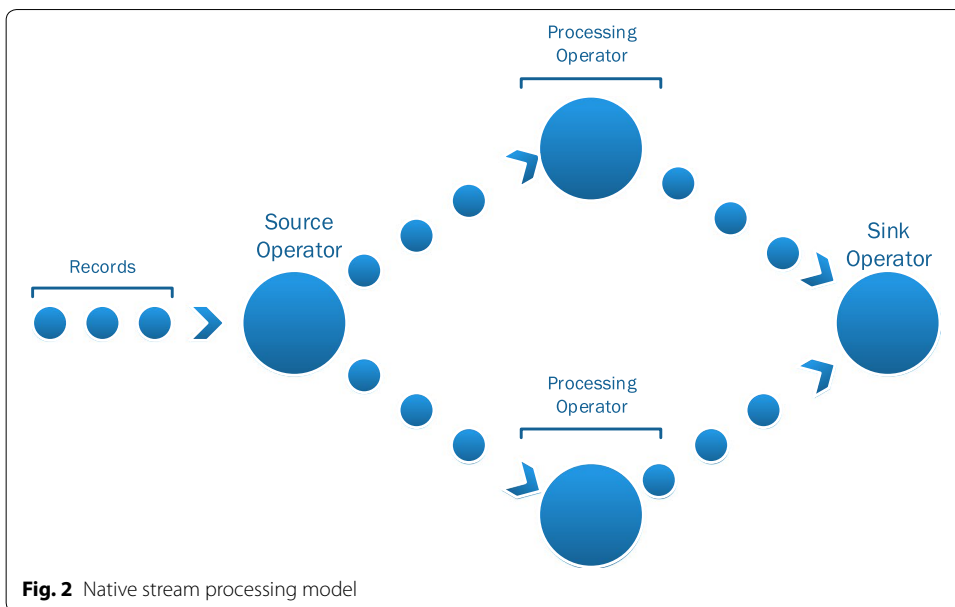 Processing
Operator
Source
Operator
Sink
Operator
Records
Processing
Operator
Fig. 2 Native stream processing model